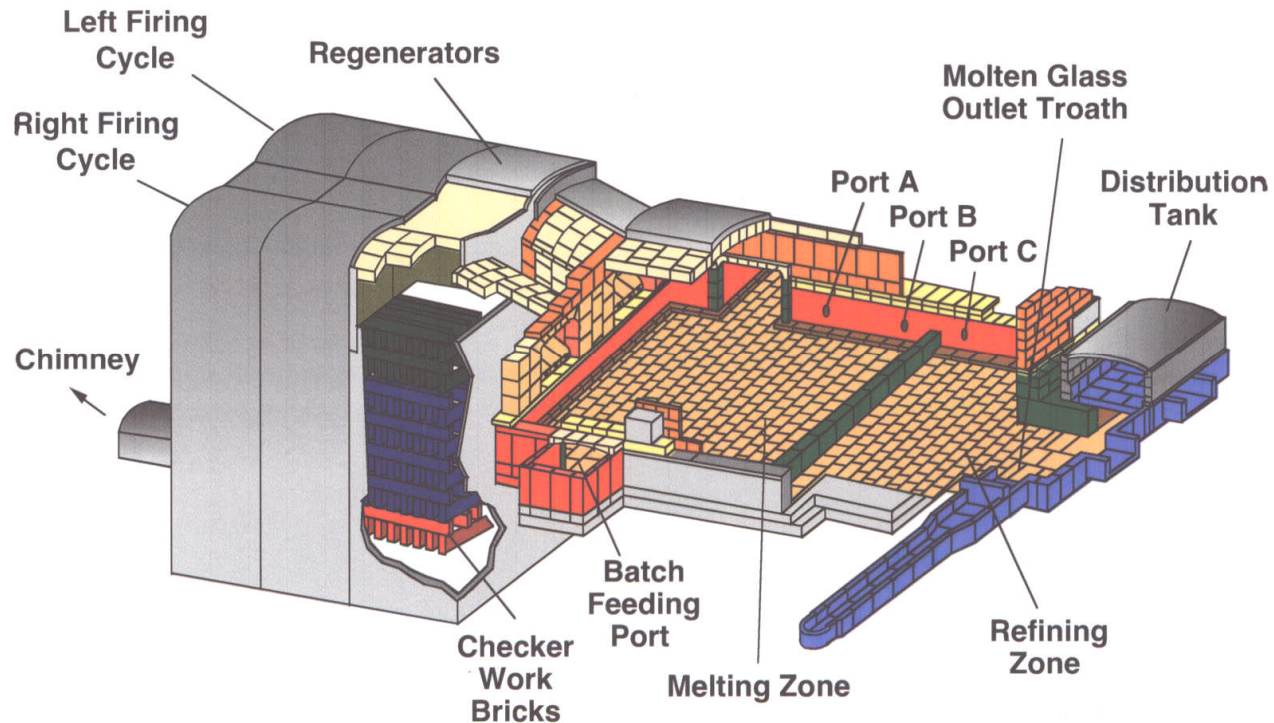 Left Firing
Cycle
Regenerators
Right Firing
Cycle
Molten Glass
Outlet Troath
Port A
Port B
Port C
Distribution
Tank
Chimney
Batch
Feeding
Port
Checker
Work
Bricks
Melting Zone
Refining
Zone